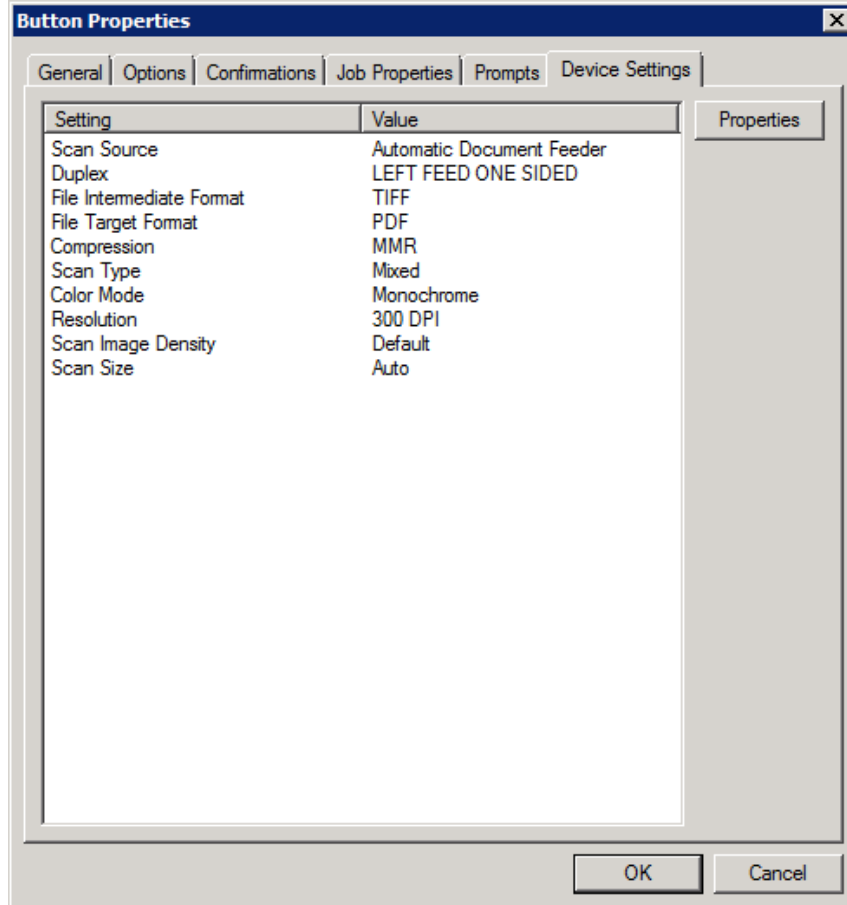 Button Properties
General Options Confirmations Job Properties Prompts Device Settings
Setting Value Properties
Scan Source Automatic Document Feeder
Duplex LEFT FEED ONE SIDED
File Intermediate Format TIFF
File Target Format PDF
Compression MMR
Scan Type Mixed
Color Mode Monochrome
Resolution 300 DPI
Scan Image Density Default
Scan Size Auto
OK Cancel